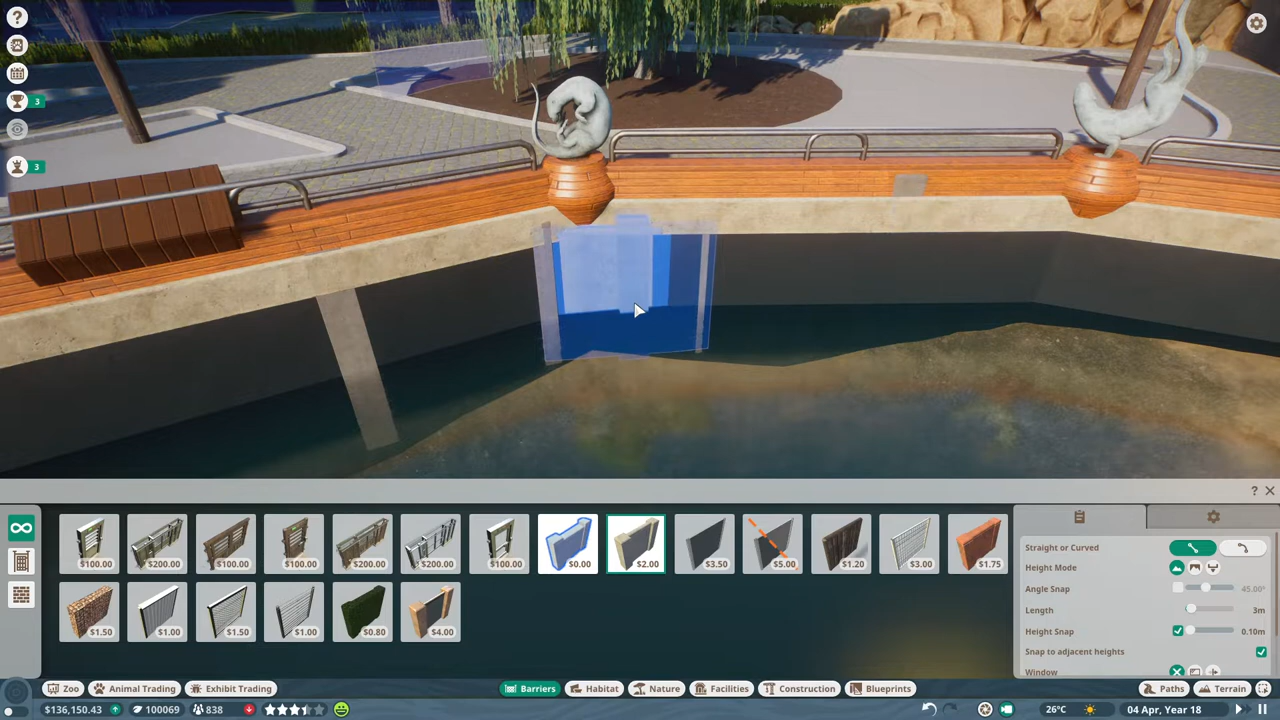 ?
3
3
? ×
$100.00 $200.00 $100.00 $100.00 $200.00 $200.00 $100.00 $0.00 $2.00 $3.50 $5.00 $1.20 $3.00 $1.75
$1.50 $1.00 $1.50 $1.00 $0.80 $4.00
Straight or Curved
Height Mode
Angle Snap 45.00°
Length 3m
Height Snap 0.10m
Snap to adjacent heights
Window
Zoo Animal Trading Exhibit Trading Barriers Habitat Nature Facilities Construction Blueprints Paths Terrain
$136,150.43 100069 838 26°C 04 Apr, Year 18